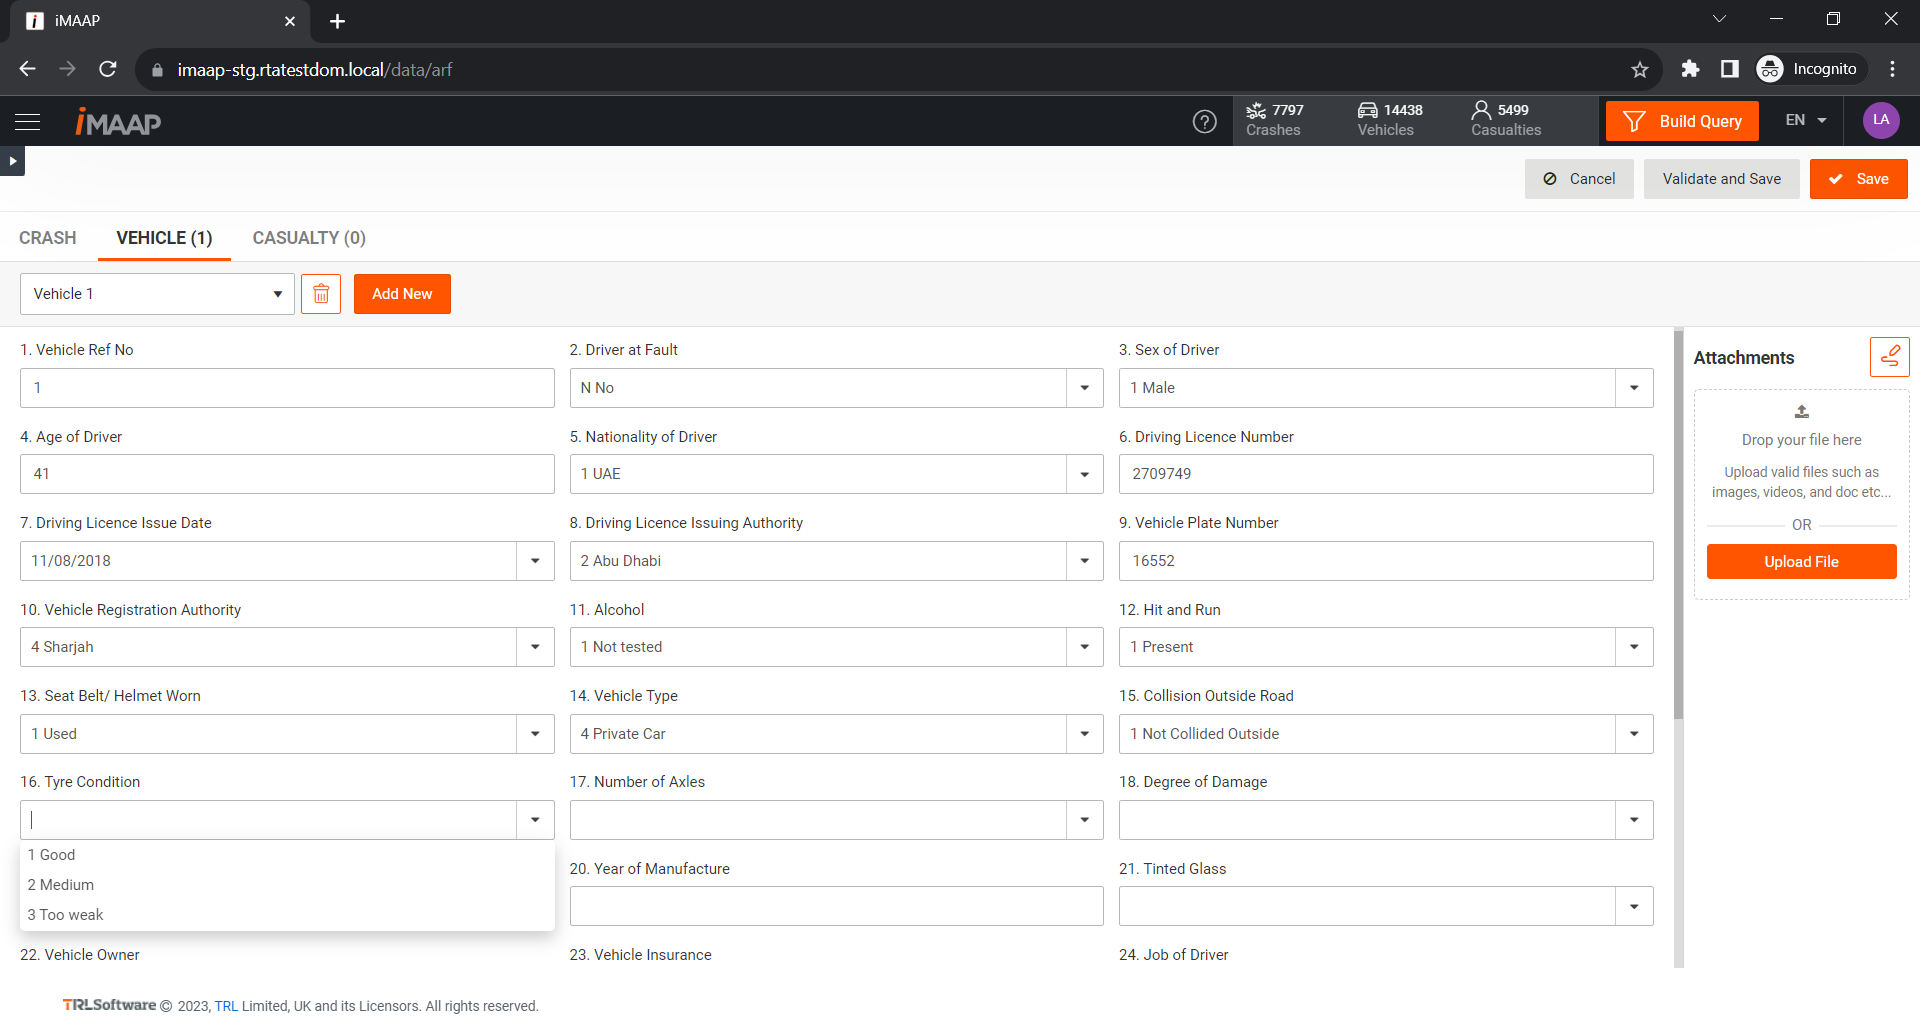 iMAAP
imaap-stg.rtatestdom.local/data/arf
Incognito
iMAAP
7797
Crashes
14438
Vehicles
5499
Casualties
Build Query
EN
LA
Cancel
Validate and Save
Save
CRASH
VEHICLE (1)
CASUALTY (0)
Vehicle 1
Add New
1. Vehicle Ref No
2. Driver at Fault
3. Sex of Driver
1
N No
1 Male
4. Age of Driver
5. Nationality of Driver
6. Driving Licence Number
41
1 UAE
2709749
7. Driving Licence Issue Date
8. Driving Licence Issuing Authority
9. Vehicle Plate Number
11/08/2018
2 Abu Dhabi
16552
10. Vehicle Registration Authority
11. Alcohol
12. Hit and Run
4 Sharjah
1 Not tested
1 Present
13. Seat Belt/ Helmet Worn
14. Vehicle Type
15. Collision Outside Road
1 Used
4 Private Car
1 Not Collided Outside
16. Tyre Condition
17. Number of Axles
18. Degree of Damage
1 Good
2 Medium
3 Too weak
20. Year of Manufacture
21. Tinted Glass
22. Vehicle Owner
23. Vehicle Insurance
24. Job of Driver
Attachments
Drop your file here
Upload valid files such as
images, videos, and doc etc...
OR
Upload File
TRLSoftware © 2023, TRL Limited, UK and its Licensors. All rights reserved.